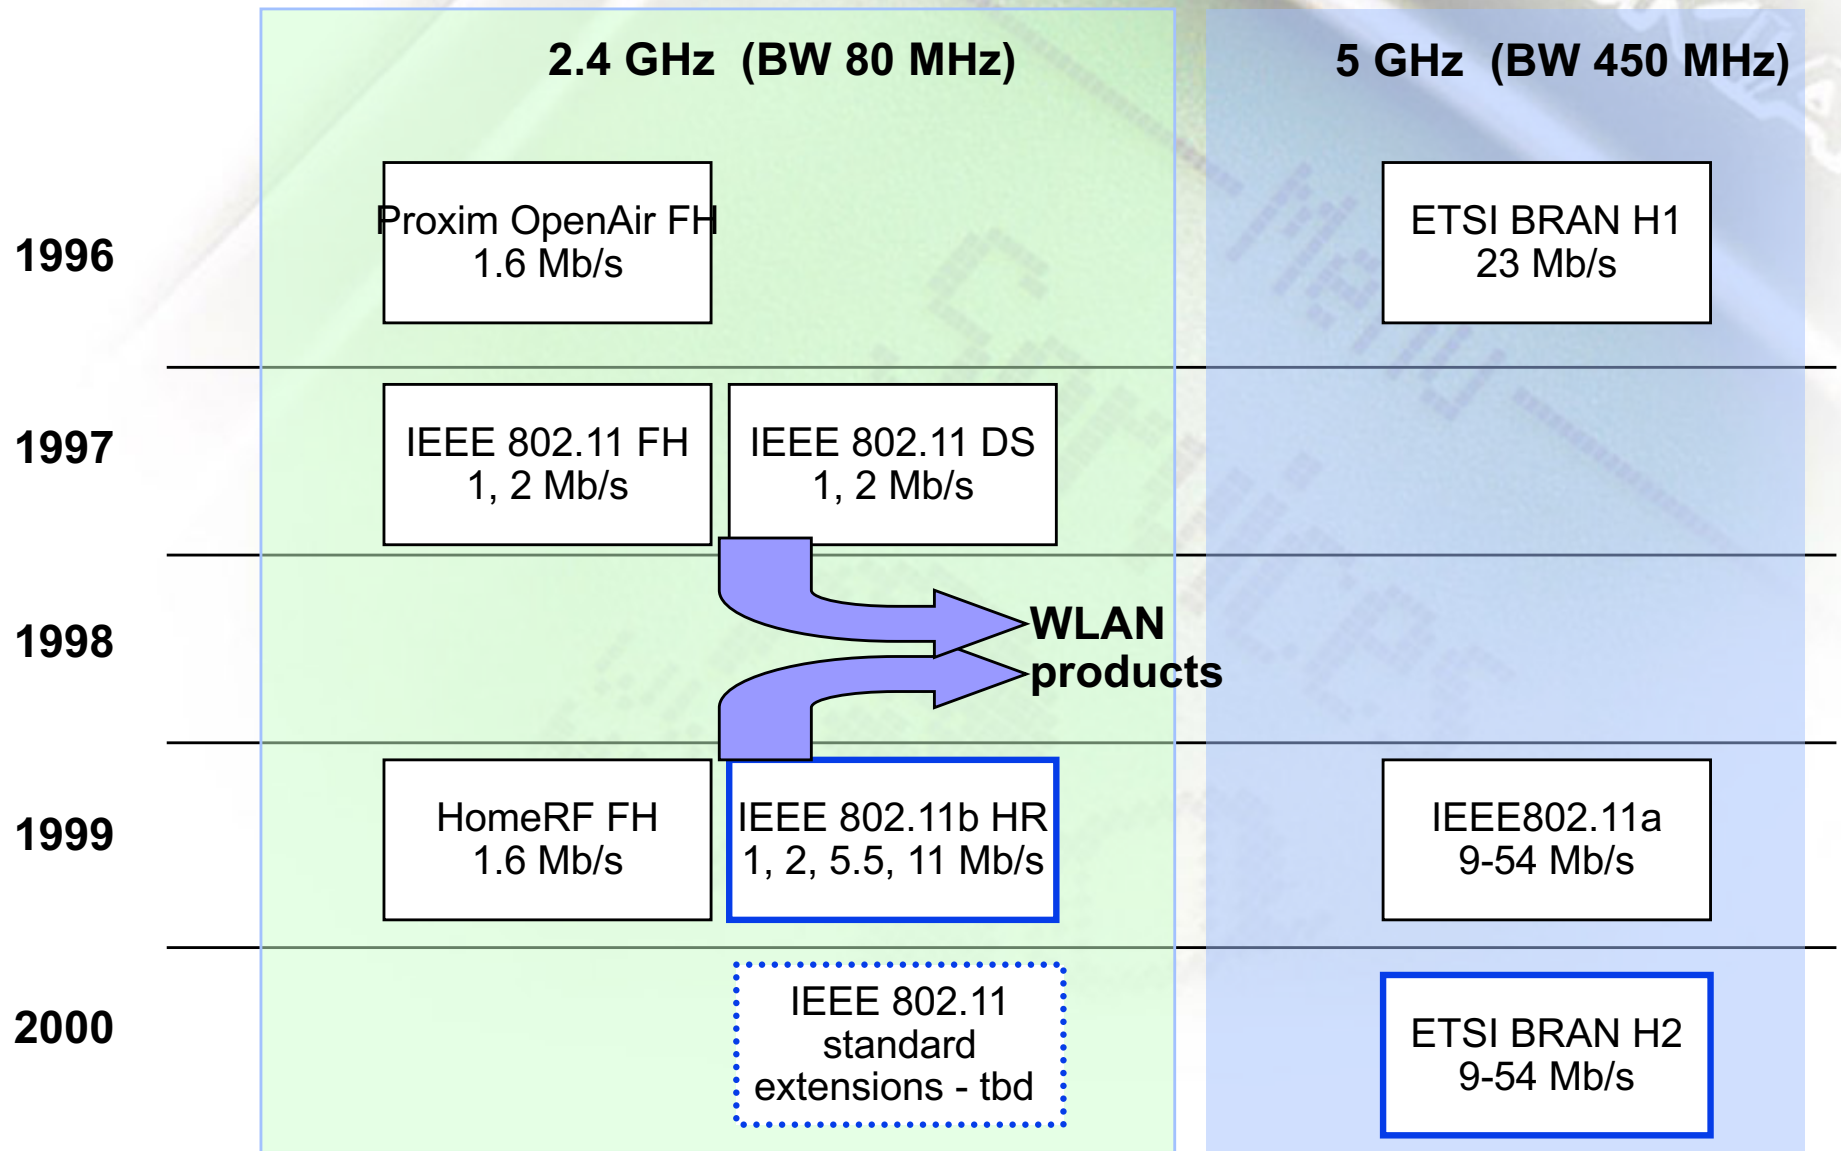 2.4 GHz (BW 80 MHz)
5 GHz (BW 450 MHz)
1996
Proxim OpenAir FH
1.6 Mb/s
ETSI BRAN H1
23 Mb/s
1997
IEEE 802.11 FH
1, 2 Mb/s
IEEE 802.11 DS
1, 2 Mb/s
1998
WLAN
products
1999
HomeRF FH
1.6 Mb/s
IEEE 802.11b HR
1, 2, 5.5, 11 Mb/s
IEEE802.11a
9-54 Mb/s
2000
IEEE 802.11
standard
extensions - tbd
ETSI BRAN H2
9-54 Mb/s
Menu
Services